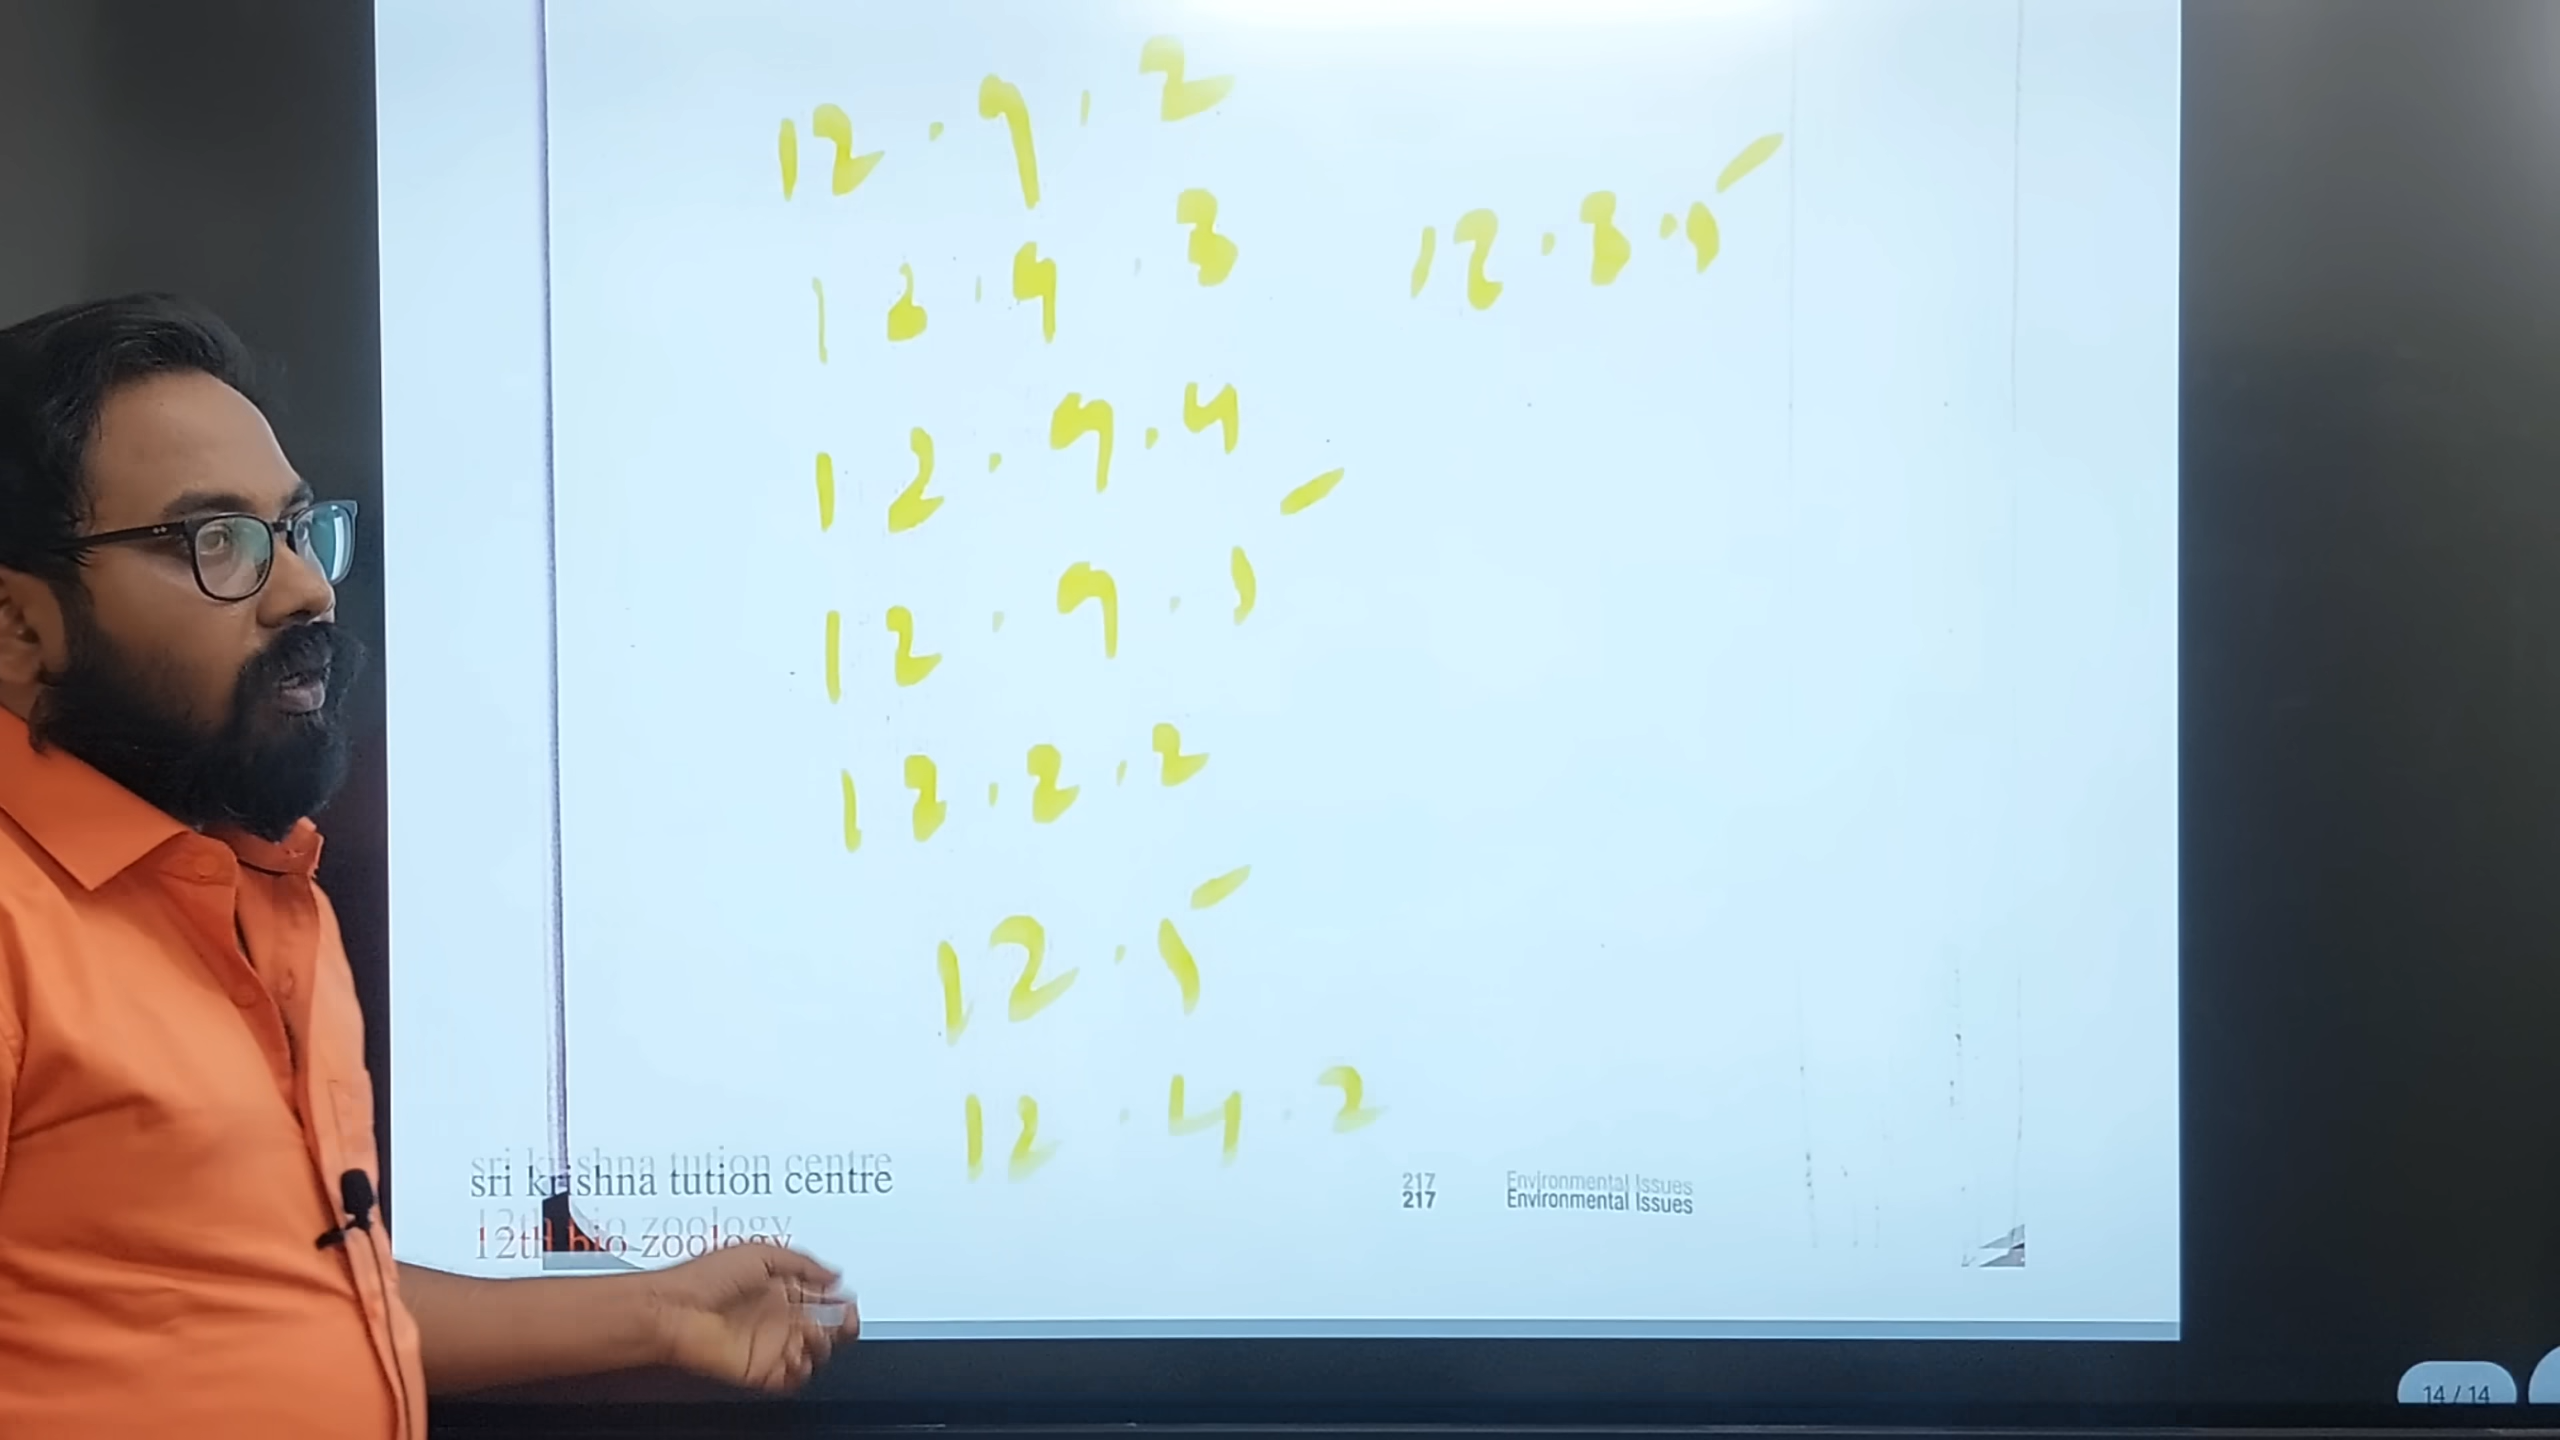 12.9.2
12.9.3
12.3.5
12.9.4
12.9.5
12.2.2
12.5
12.4.2
sri krishna tution centre
217 Environmental Issues
12th bio zoology
14 / 14